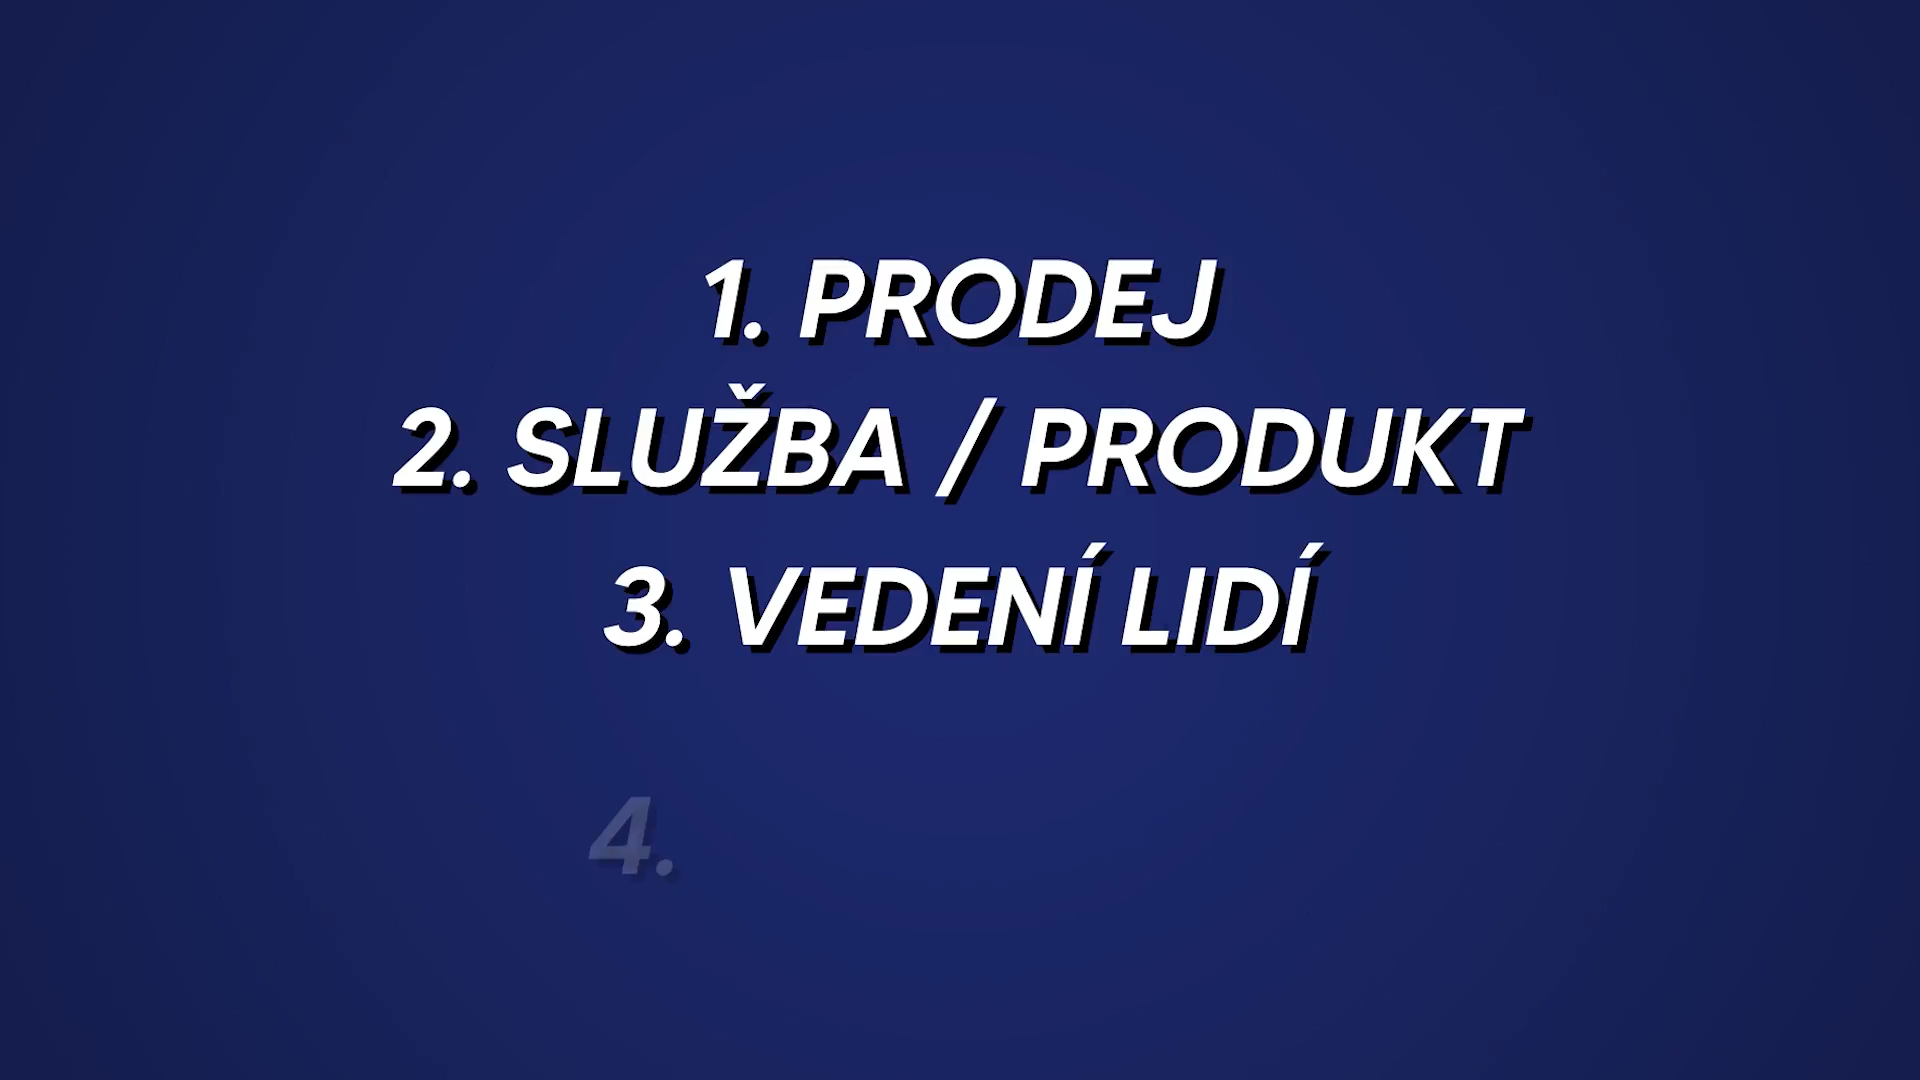 1. PRODEJ
2. SLUŽBA / PRODUKT
3. VEDENÍ LIDÍ
4.